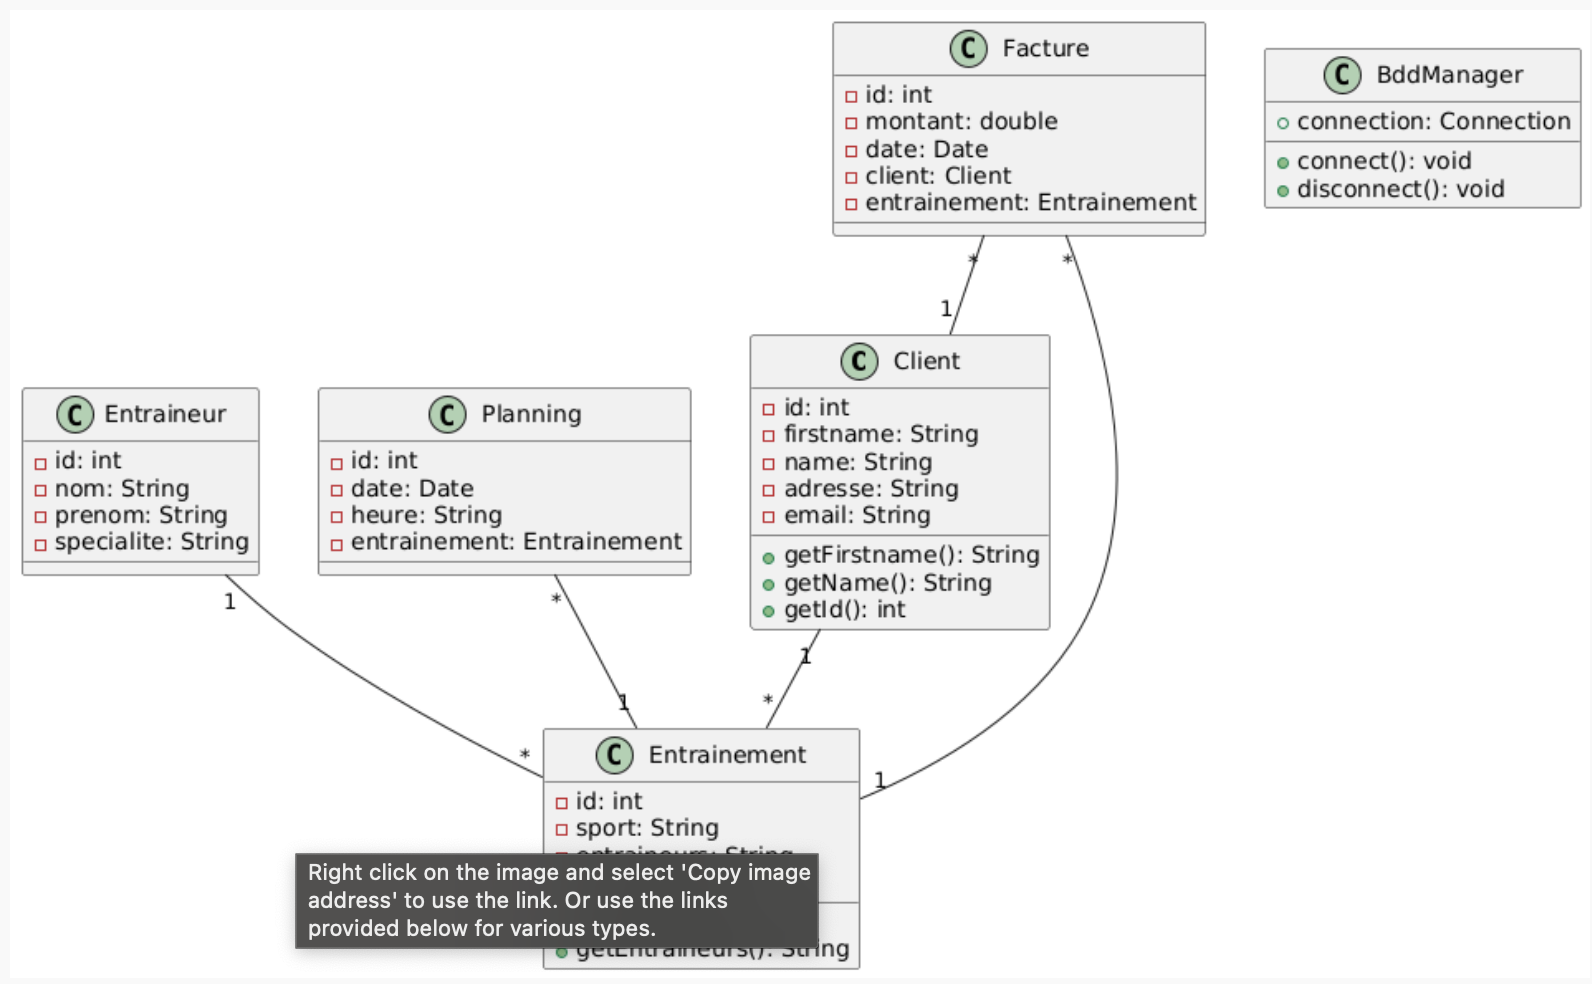 C Facture
id: int
montant: double
date: Date
client: Client
entrainement: Entrainement
C BddManager
connection: Connection
connect(): void
disconnect(): void
*
*
1
C Client
id: int
firstname: String
name: String
adresse: String
email: String
getFirstname(): String
getName(): String
getId(): int
C Entraineur
id: int
nom: String
prenom: String
specialite: String
C Planning
id: int
date: Date
heure: String
entrainement: Entrainement
1
*
1
1
*
*
1
C Entrainement
id: int
sport: String
entraineurs: String
Right click on the image and select 'Copy image
address' to use the link. Or use the links
provided below for various types.
getEntraineurs(): String